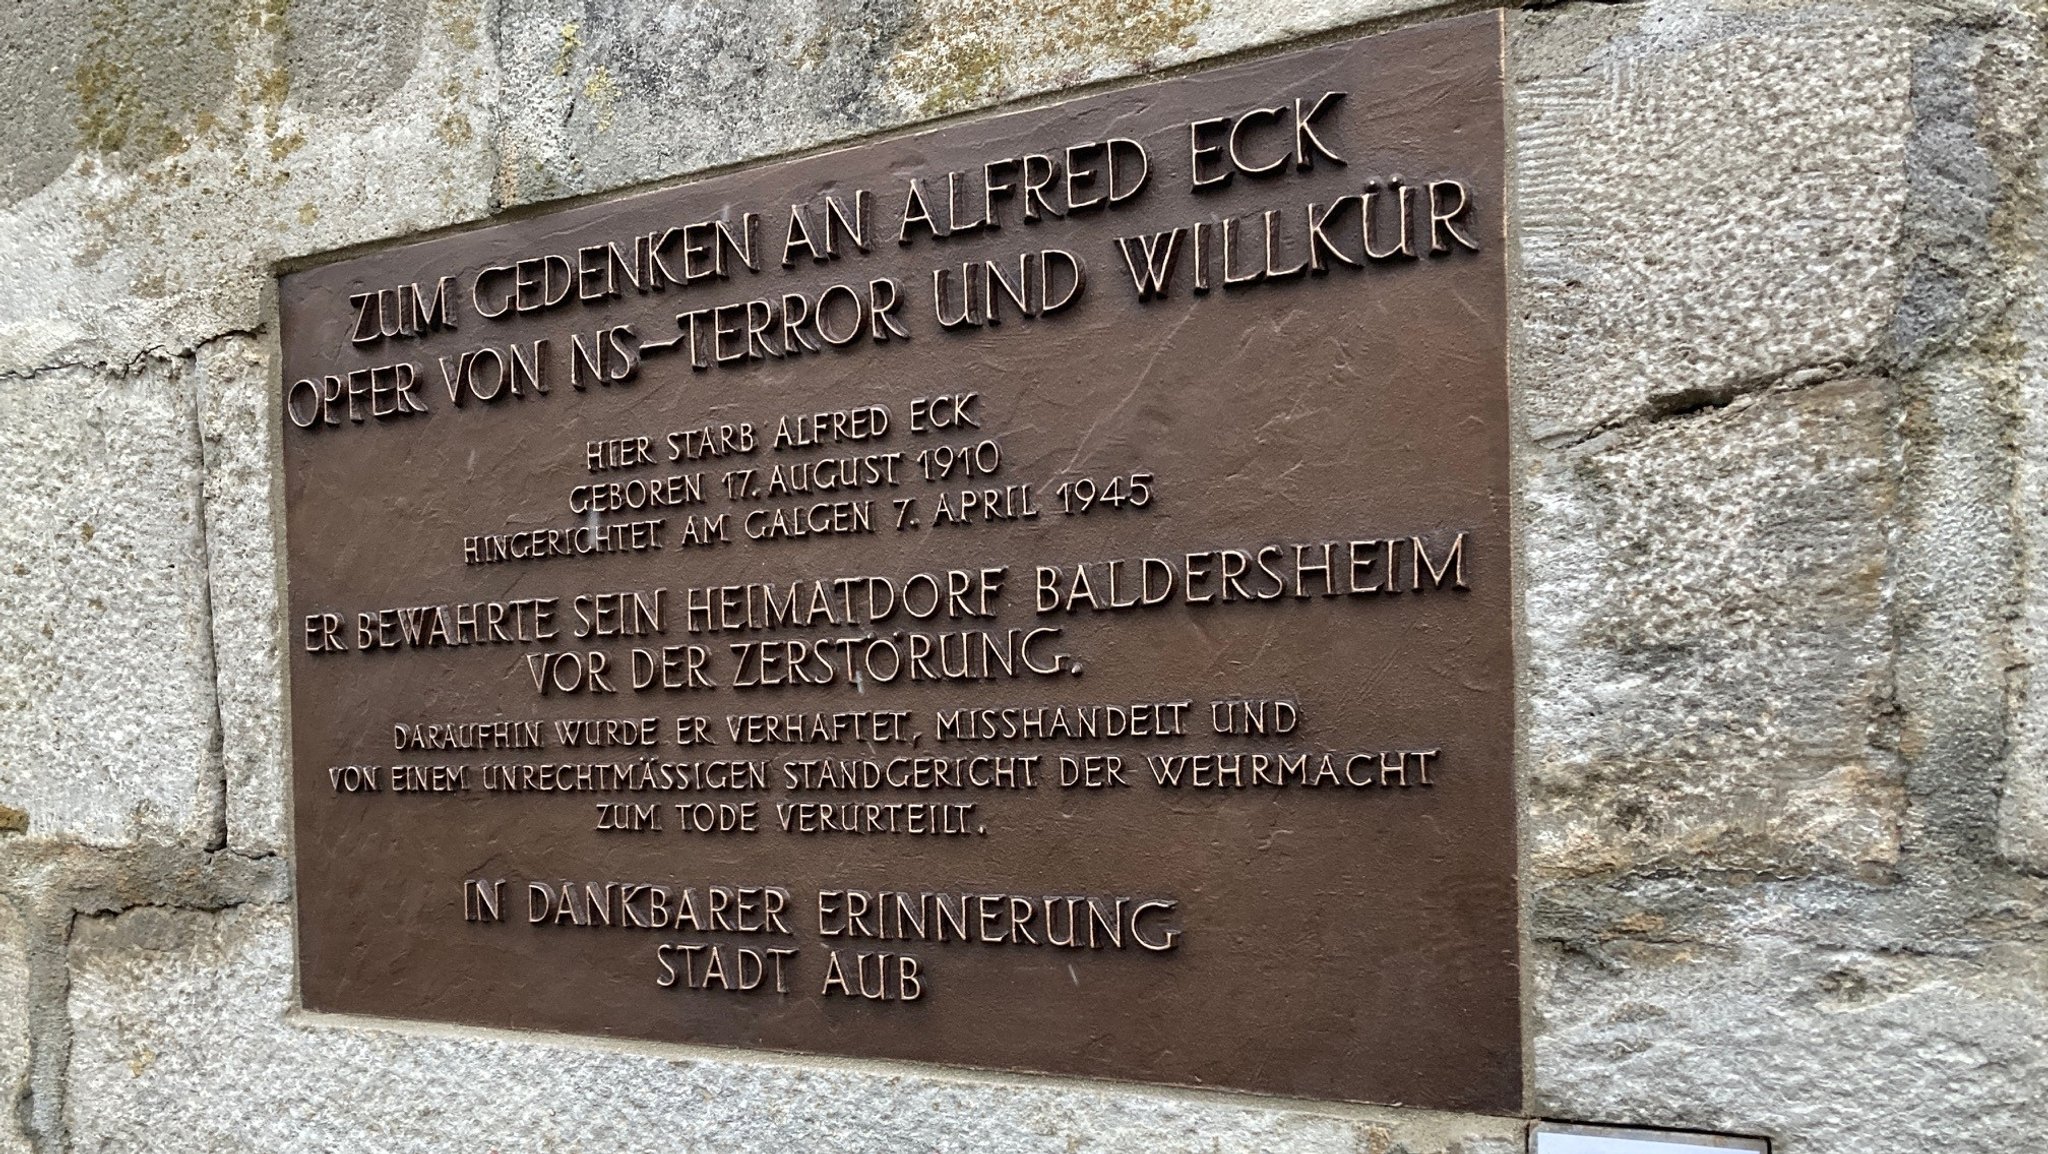 ZUM GEDENKEN AN ALFRED ECK
OPFER VON NS-TERROR UND WILLKÜR
HIER STARB ALFRED ECK
GEBOREN 17. AUGUST 1910
HINGERICHTET AM GALGEN 7. APRIL 1945
ER BEWAHRTE SEIN HEIMATDORF BALDERSHEIM
VOR DER ZERSTÖRUNG.
DARAUFHIN WURDE ER VERHAFTET, MISSHANDELT UND
VON EINEM UNRECHTMÄSSIGEN STANDGERICHT DER WEHRMACHT
ZUM TODE VERURTEILT.
IN DANKBARER ERINNERUNG
STADT AUB